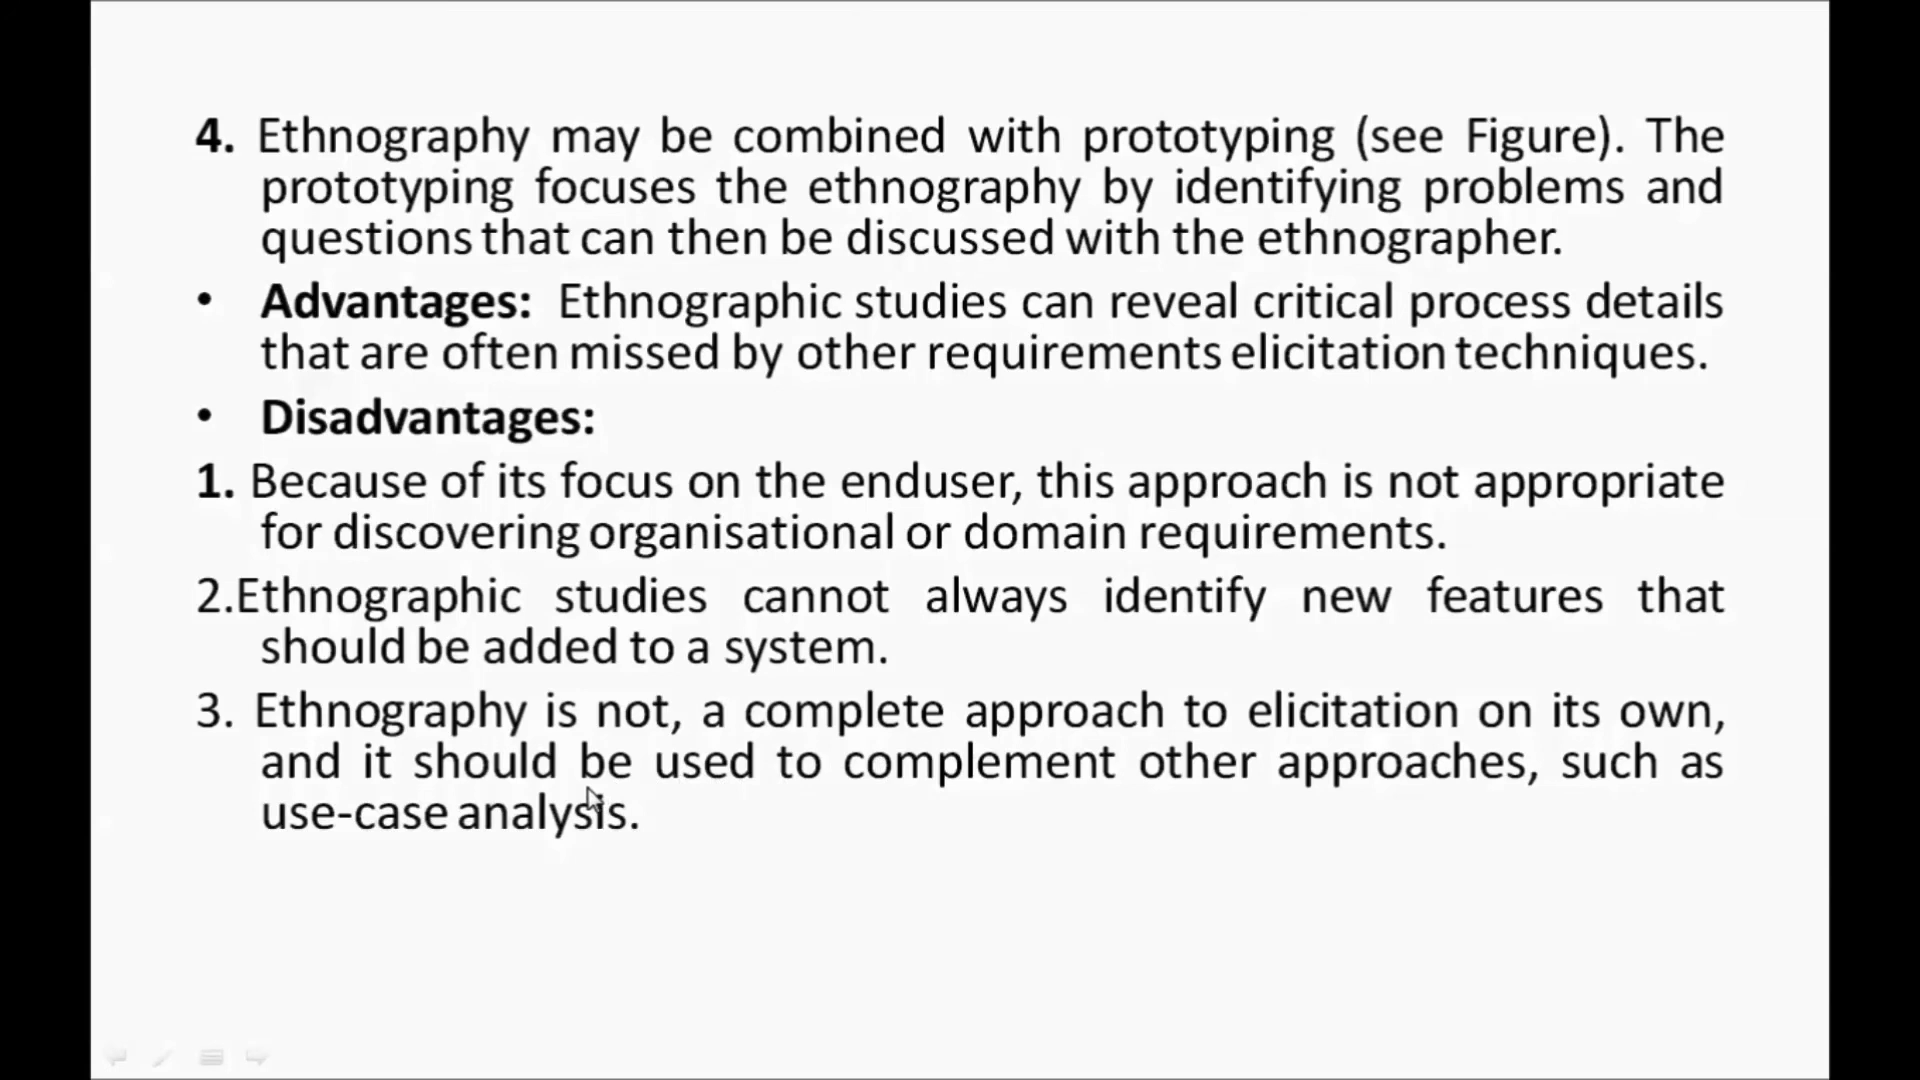 4. Ethnography may be combined with prototyping (see Figure). The
prototyping focuses the ethnography by identifying problems and
questions that can then be discussed with the ethnographer.
• Advantages: Ethnographic studies can reveal critical process details
that are often missed by other requirements elicitation techniques.
• Disadvantages:
1. Because of its focus on the enduser, this approach is not appropriate
for discovering organisational or domain requirements.
2.Ethnographic studies cannot always identify new features that
should be added to a system.
3. Ethnography is not, a complete approach to elicitation on its own,
and it should be used to complement other approaches, such as
use-case analysis.